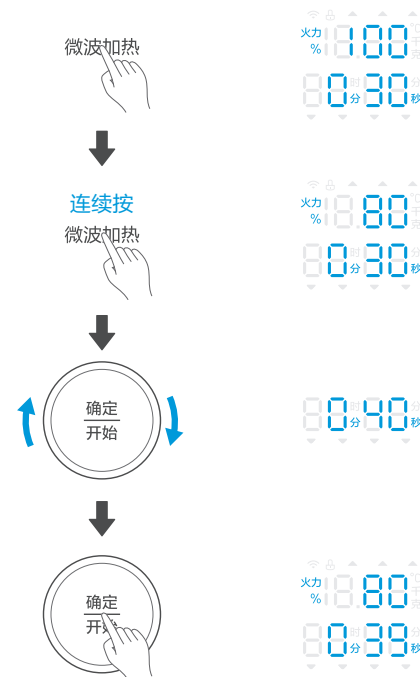 微波加热
火力
% 100
0分30秒
连续按
微波加热
火力
% 80
0分30秒
确定
开始
0分40秒
确定
开始
火力
% 80
0分39秒